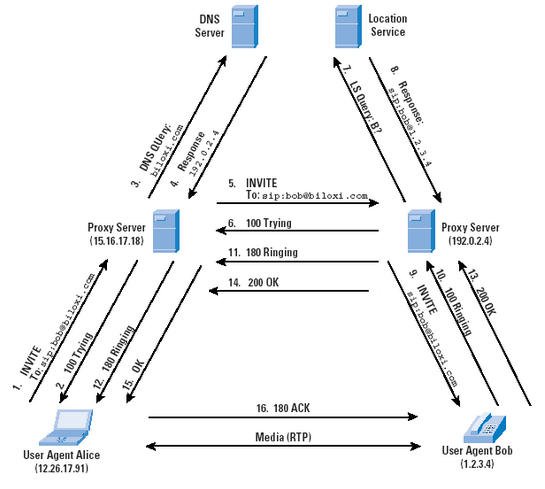 DNS
Server
Location
Service
3. DNS QUery:
biloxi.com
4. Response
192.0.2.4
7. LS Query: B?
8. Response:
sip:bob@1.2.3.4
5. INVITE
To: sip:bob@biloxi.com
6. 100 Trying
Proxy Server
(15.16.17.18)
Proxy Server
(192.0.2.4)
11. 180 Ringing
14. 200 OK
1. INVITE
To: sip:bob@biloxi.com
2. 100 Trying
12. 180 Ringing
15. OK
9. INVITE
sip:bob@biloxi.com
10. 100 Ringing
13. 200 OK
16. 180 ACK
Media (RTP)
User Agent Alice
(12.26.17.91)
User Agent Bob
(1.2.3.4)